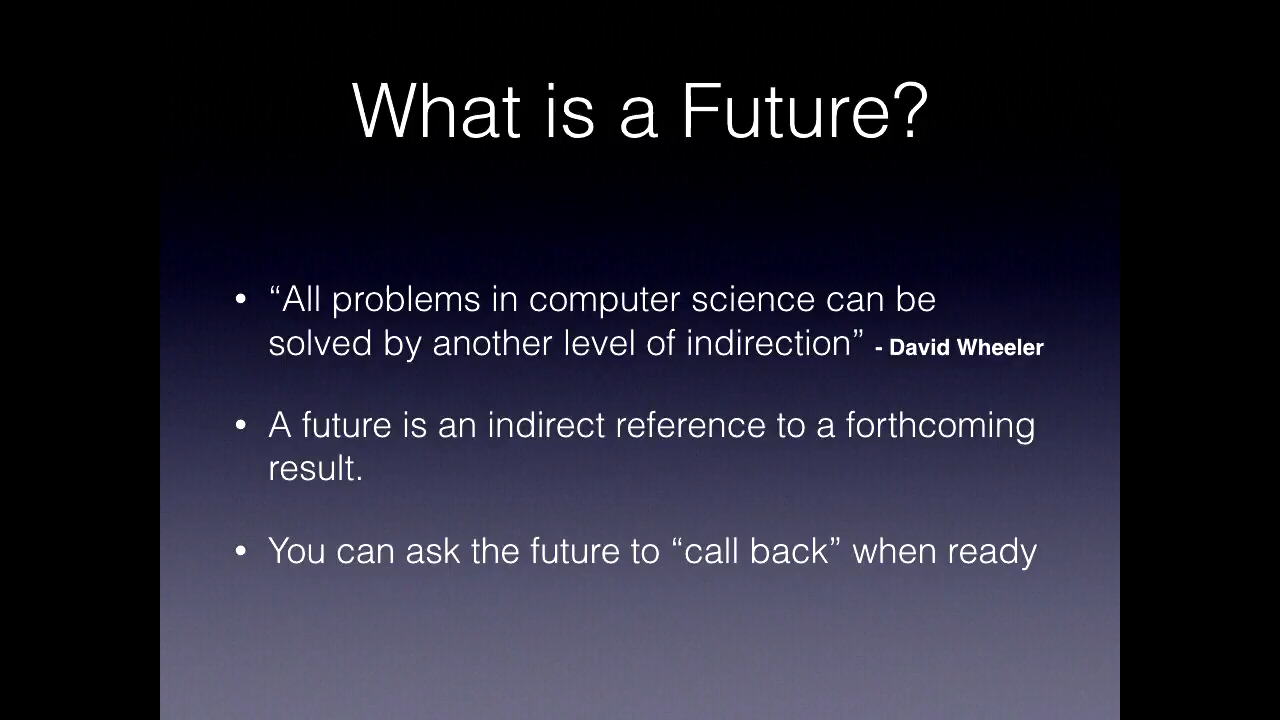 What is a Future?
• “All problems in computer science can be
solved by another level of indirection” - David Wheeler
• A future is an indirect reference to a forthcoming
result.
• You can ask the future to “call back” when ready